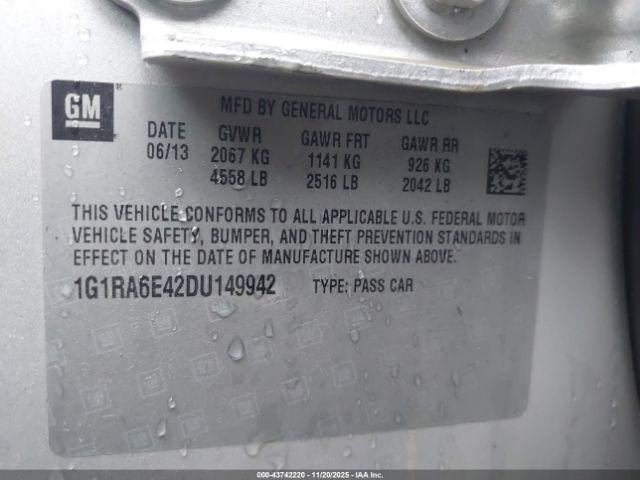 GM
MFD BY GENERAL MOTORS LLC
DATE GVWR GAWR FRT GAWR RR
06/13 2067 KG 1141 KG 926 KG
4558 LB 2516 LB 2042 LB
THIS VEHICLE CONFORMS TO ALL APPLICABLE U.S. FEDERAL MOTOR
VEHICLE SAFETY, BUMPER, AND THEFT PREVENTION STANDARDS IN
EFFECT ON THE DATE OF MANUFACTURE SHOWN ABOVE.
1G1RA6E42DU149942 TYPE: PASS CAR
000-43742220 - 11/20/2025 - IAAI.COM